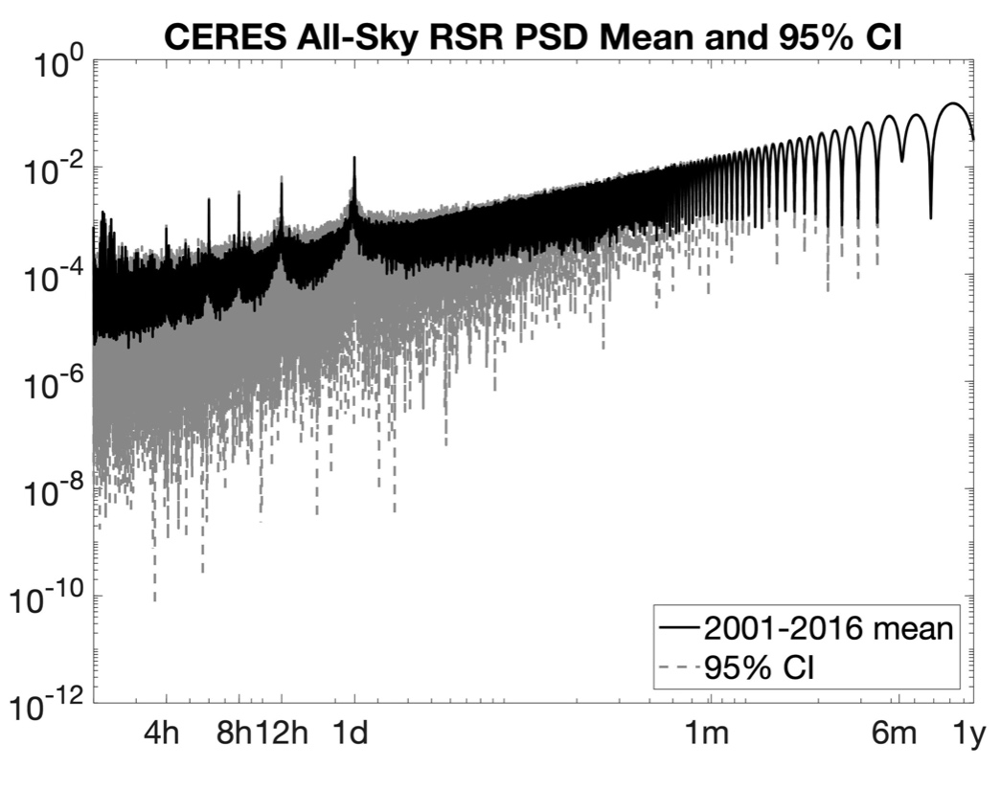 CERES All-Sky RSR PSD Mean and 95% CI
10^0
10^-2
10^-4
10^-6
10^-8
10^-10
10^-12
2001-2016 mean
95% CI
4h 8h 12h 1d 1m 6m 1y